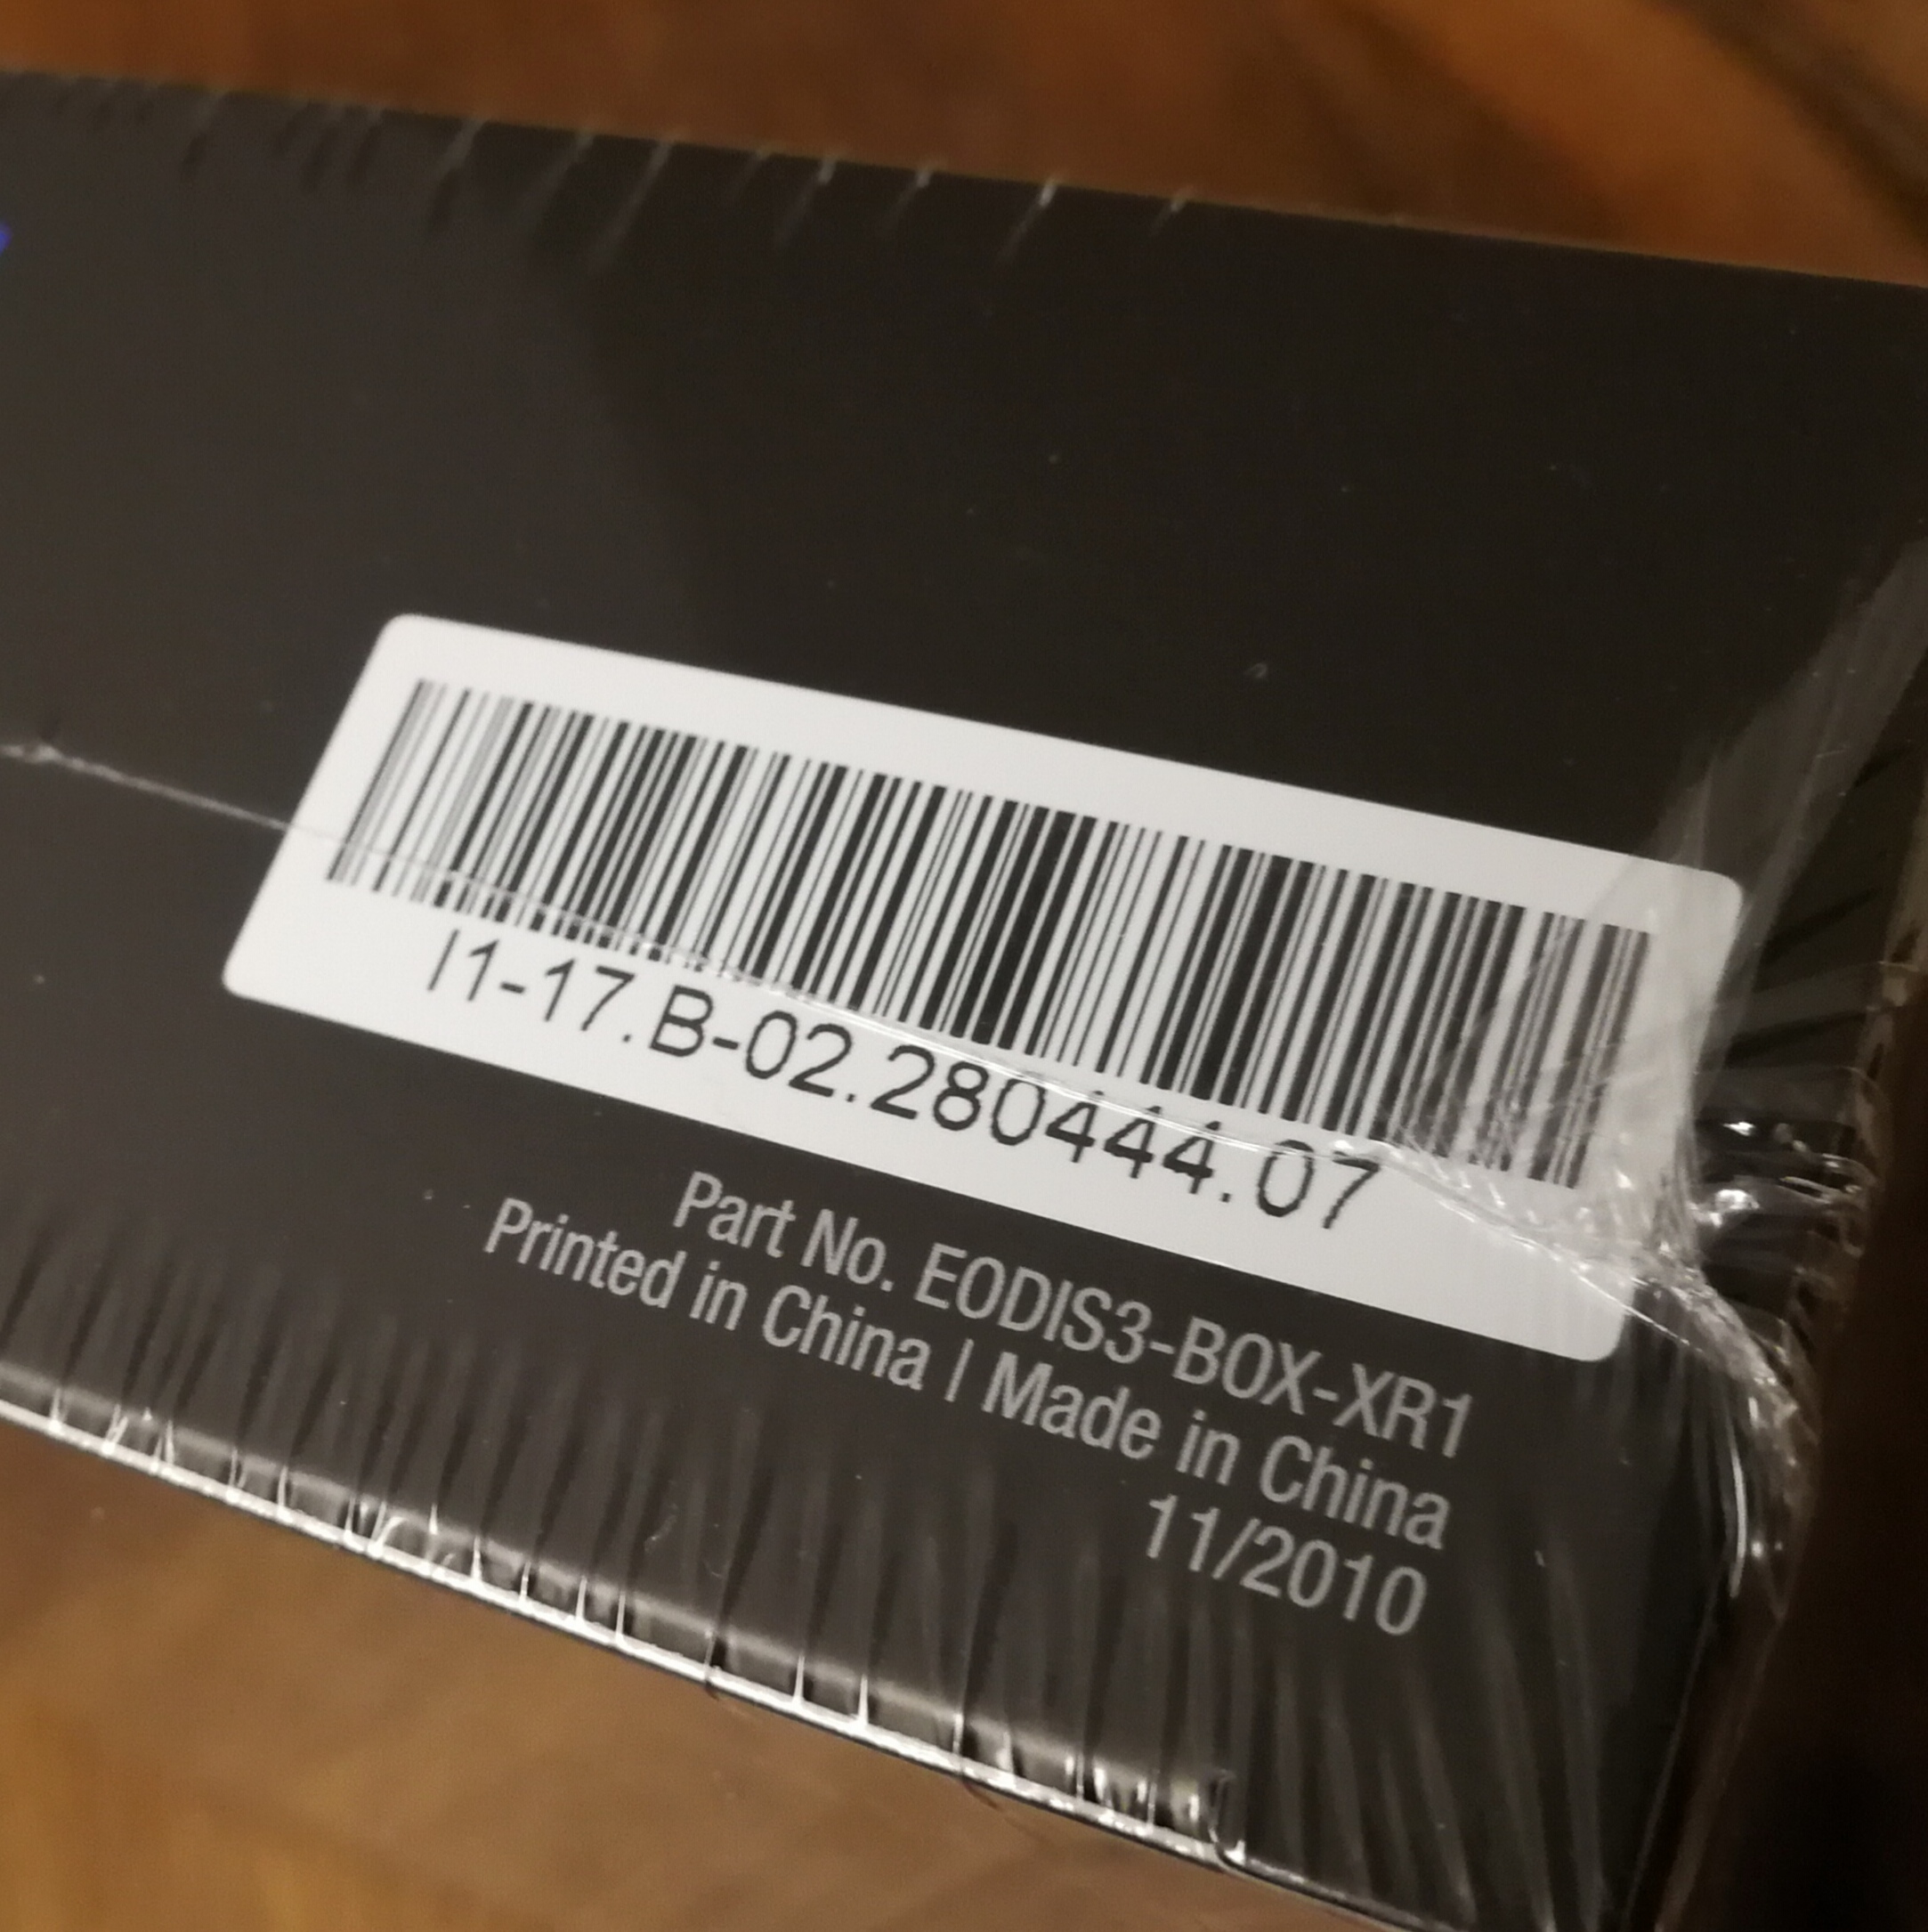 I1-17.B-02.280444.07
Part No. EODIS3-BOX-XR1
Printed in China | Made in China
11/2010